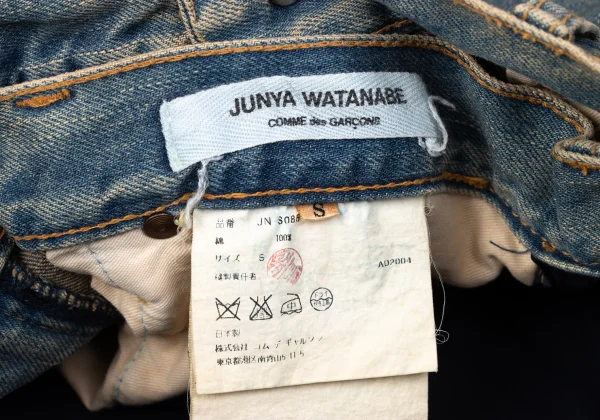 JUNYA WATANABE
COMME des GARÇONS
S
品番 JN S088
綿 100%
サイズ S
縫製責任者
AD2004
日本製
株式会社 コム デ ギャルソン
東京都港区南青山5-11-5